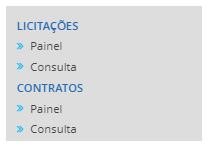 LICITAÇÕES
» Painel
» Consulta
CONTRATOS
» Painel
» Consulta